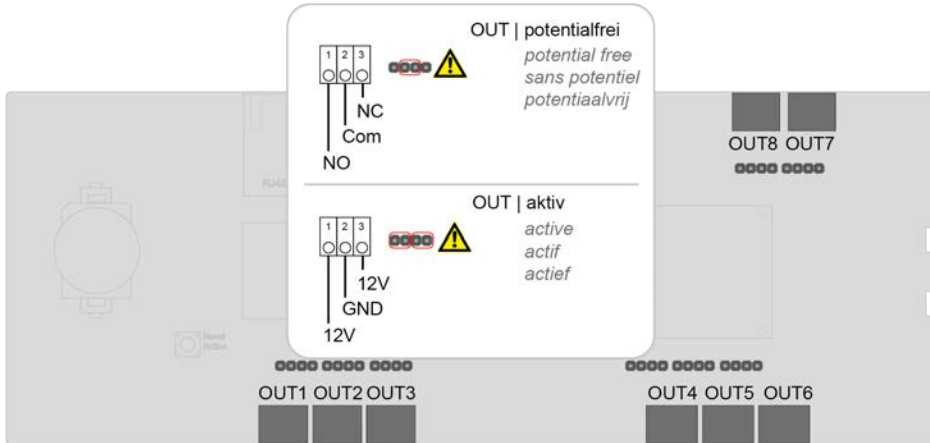 OUT | potentialfrei
potential free
sans potentiel
potentiaalvrij
1 2 3
NC
Com
NO
OUT | aktiv
active
actif
actief
1 2 3
12V
GND
12V
OUT8 OUT7
OUT1 OUT2 OUT3
OUT4 OUT5 OUT6